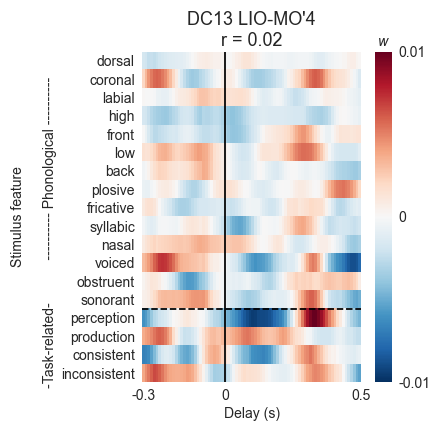 DC13 LIO-MO'4
r = 0.02
w
Stimulus feature
---------- Phonological ----------
-Task-related-
dorsal
coronal
labial
high
front
low
back
plosive
fricative
syllabic
nasal
voiced
obstruent
sonorant
perception
production
consistent
inconsistent
0.01
0
-0.01
-0.3
0
0.5
Delay (s)